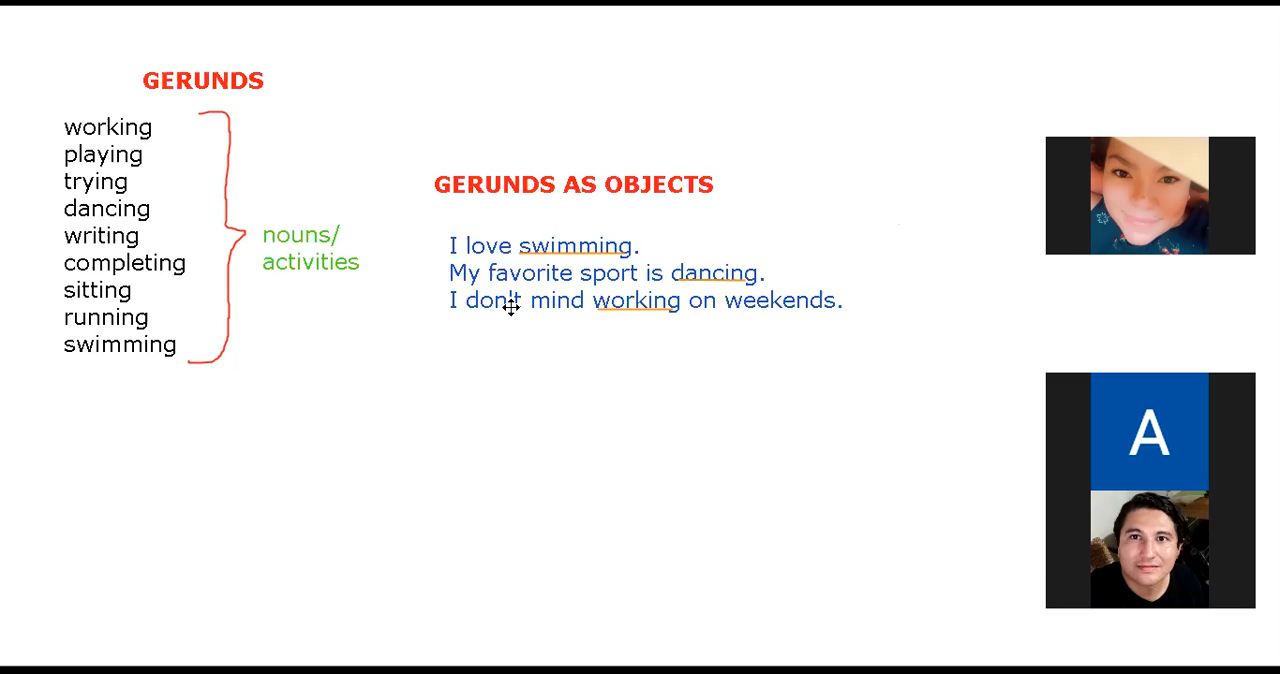 GERUNDS
working
playing
trying
dancing
writing
completing
sitting
running
swimming
nouns/
activities
GERUNDS AS OBJECTS
I love swimming.
My favorite sport is dancing.
I don't mind working on weekends.
A